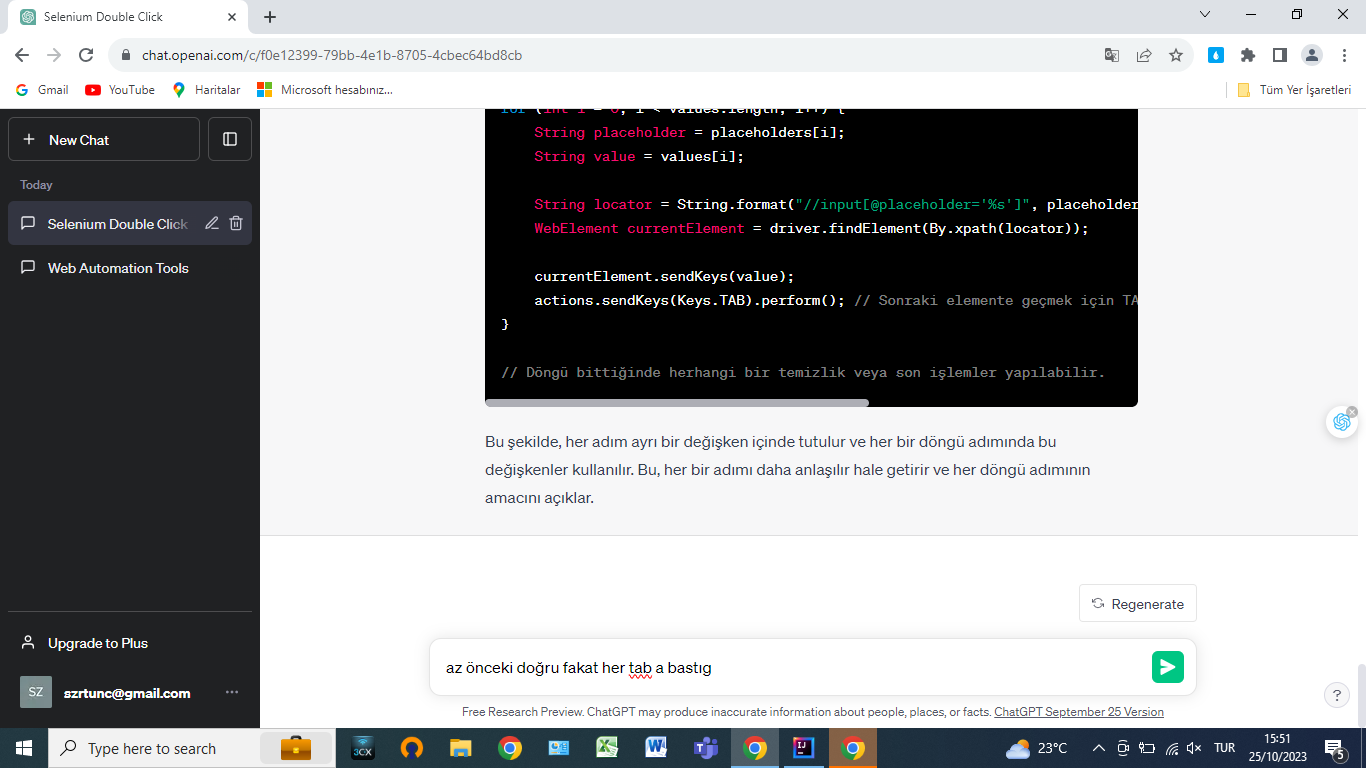 Selenium Double Click
chat.openai.com/c/f0e12399-79bb-4e1b-8705-4cbec64bd8cb
Gmail
YouTube
Haritalar
Microsoft hesabınız...
Tüm Yer İşaretleri
New Chat
Today
Selenium Double Click
Web Automation Tools
Upgrade to Plus
SZ
szrtunc@gmail.com
for (int i = 0; i < values.length; i++) {
String placeholder = placeholders[i];
String value = values[i];
String locator = String.format("//input[@placeholder='%s']", placeholder
WebElement currentElement = driver.findElement(By.xpath(locator));
currentElement.sendKeys(value);
actions.sendKeys(Keys.TAB).perform(); // Sonraki elemente geçmek için TA
}
// Döngü bittiğinde herhangi bir temizlik veya son işlemler yapılabilir.
Bu şekilde, her adım ayrı bir değişken içinde tutulur ve her bir döngü adımında bu
değişkenler kullanılır. Bu, her bir adımı daha anlaşılır hale getirir ve her döngü adımının
amacını açıklar.
Regenerate
az önceki doğru fakat her tab a bastıg
Free Research Preview. ChatGPT may produce inaccurate information about people, places, or facts. ChatGPT September 25 Version
?
Type here to search
3CX
23°C
TUR
15:51
25/10/2023
5